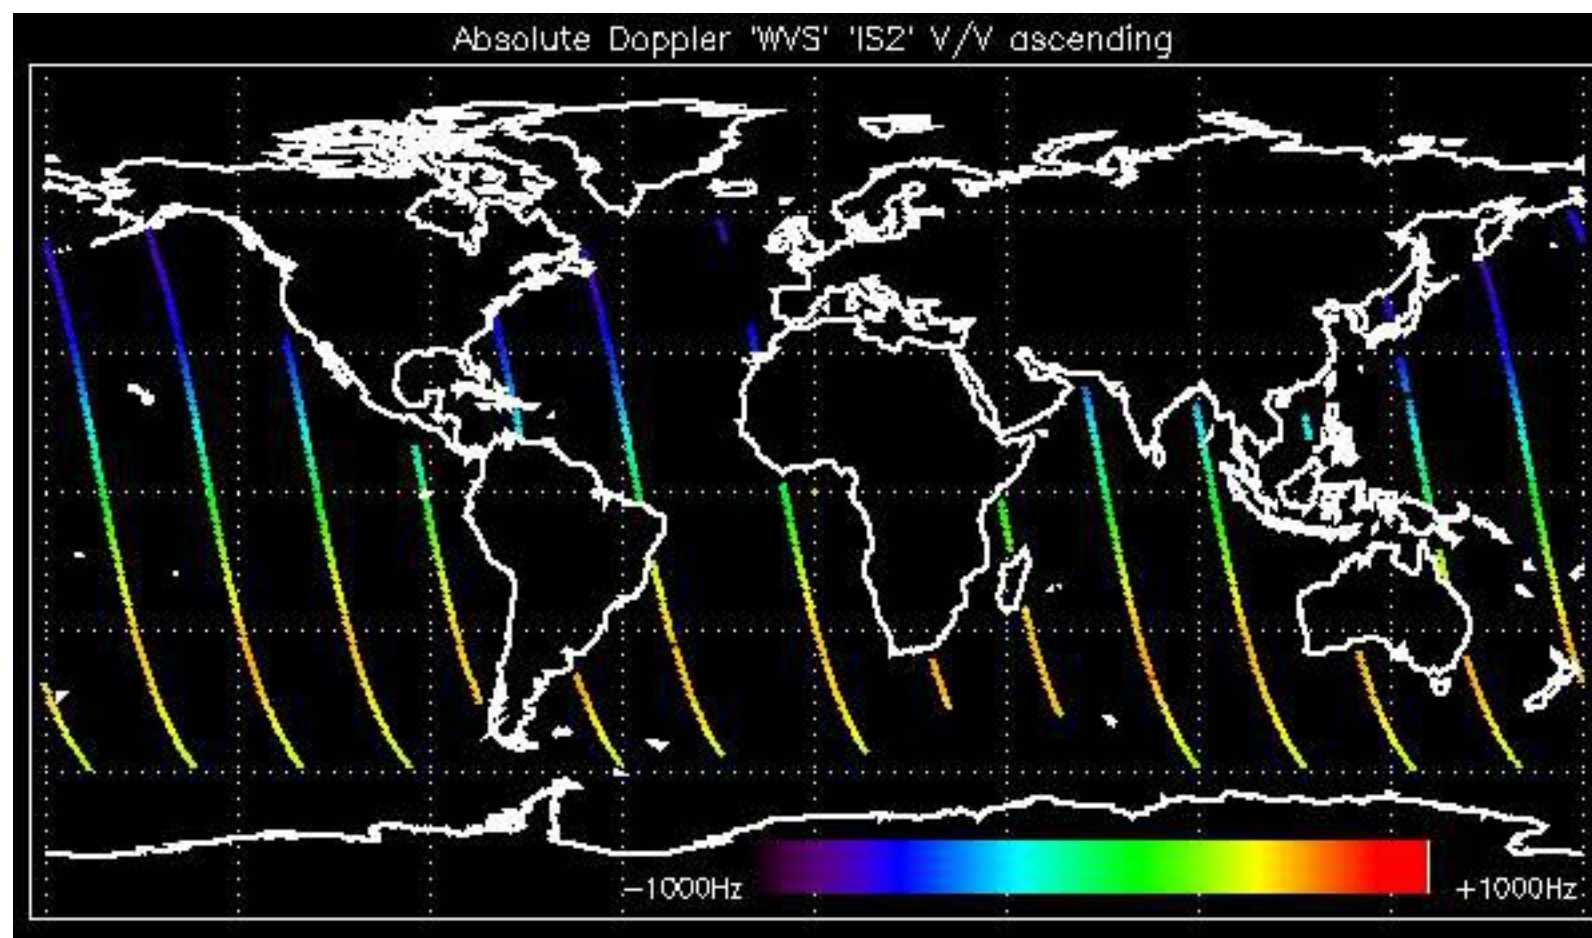 Absolute Doppler 'WVS' 'IS2' V/V ascending
-1000Hz +1000Hz